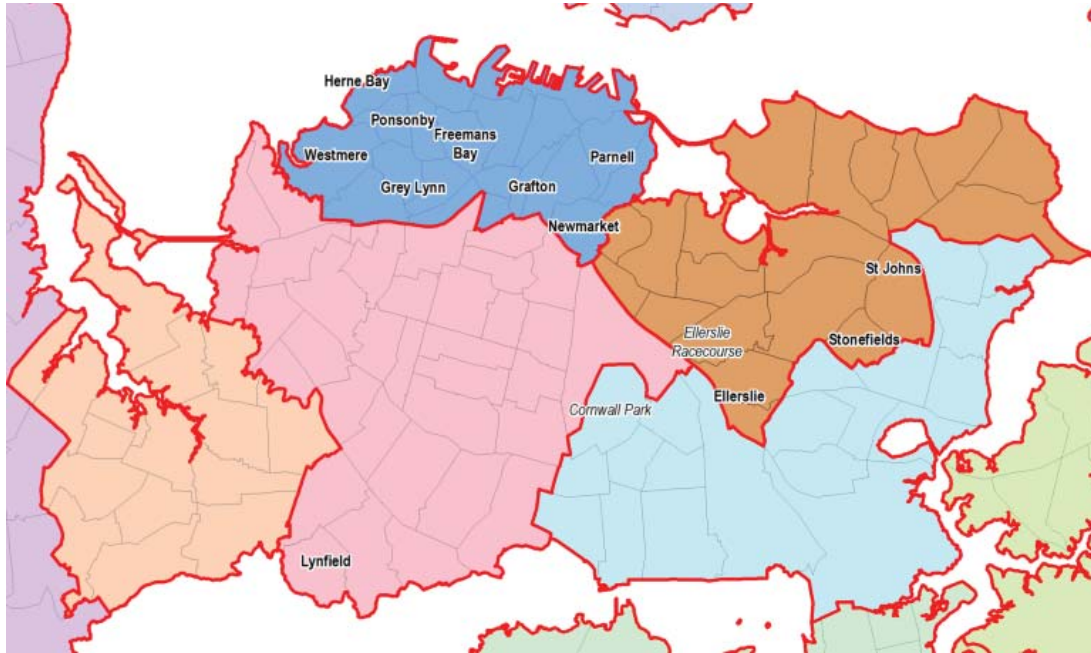 Herne Bay
Ponsonby
Freemans
Bay
Westmere
Parnell
Grey Lynn
Grafton
Newmarket
St Johns
Ellerslie
Racecourse
Stonefields
Ellerslie
Cornwall Park
Lynfield